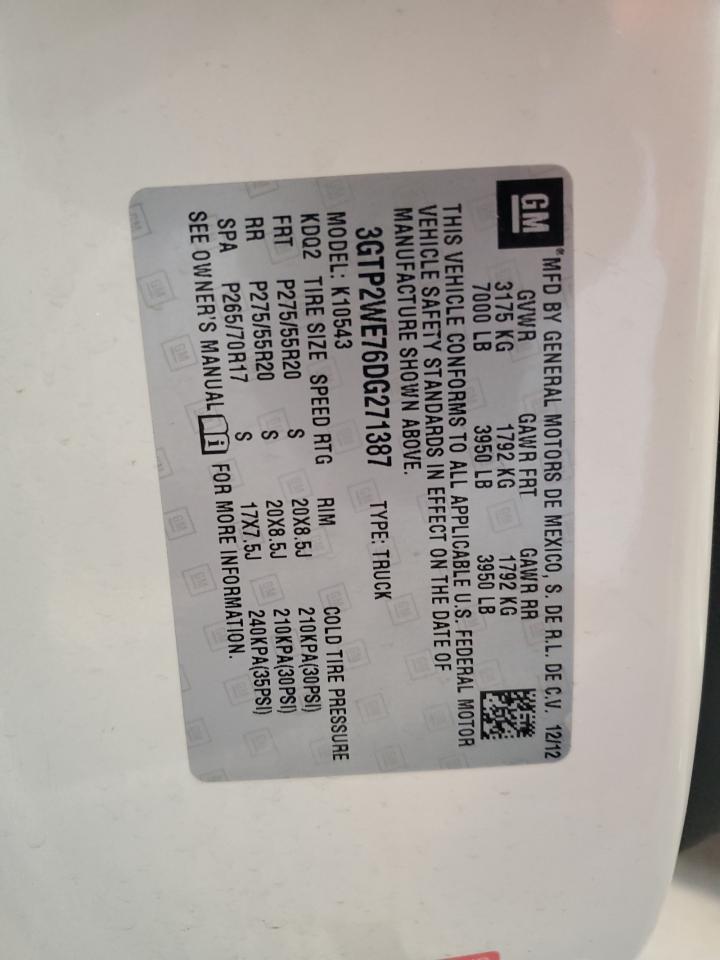 GM
® MFD BY GENERAL MOTORS DE MEXICO, S. DE R.L. DE C.V. 12/12
GVWR GAWR FRT GAWR RR
3175 KG 1792 KG 1792 KG
7000 LB 3950 LB 3950 LB
THIS VEHICLE CONFORMS TO ALL APPLICABLE U.S. FEDERAL MOTOR
VEHICLE SAFETY STANDARDS IN EFFECT ON THE DATE OF
MANUFACTURE SHOWN ABOVE.
3GTP2WE76DG271387 TYPE: TRUCK
MODEL: K10543
KDQ2 TIRE SIZE SPEED RTG RIM COLD TIRE PRESSURE
FRT P275/55R20 S 20X8.5J 210KPA(30PSI)
RR P275/55R20 S 20X8.5J 210KPA(30PSI)
SPA P265/70R17 S 17X7.5J 240KPA(35PSI)
SEE OWNER'S MANUAL i FOR MORE INFORMATION.